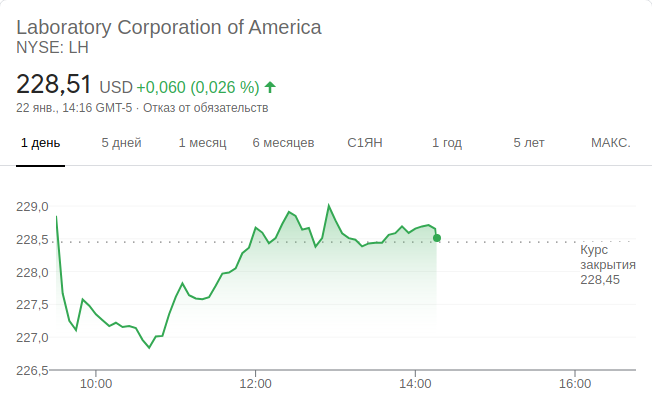 Laboratory Corporation of America
NYSE: LH
228,51 USD +0,060 (0,026 %)
22 янв., 14:16 GMT-5 · Отказ от обязательств
1 день 5 дней 1 месяц 6 месяцев С1ЯН 1 год 5 лет МАКС.
229,0
228,5
Курс
закрытия
228,45
228,0
227,5
227,0
226,5
10:00 12:00 14:00 16:00